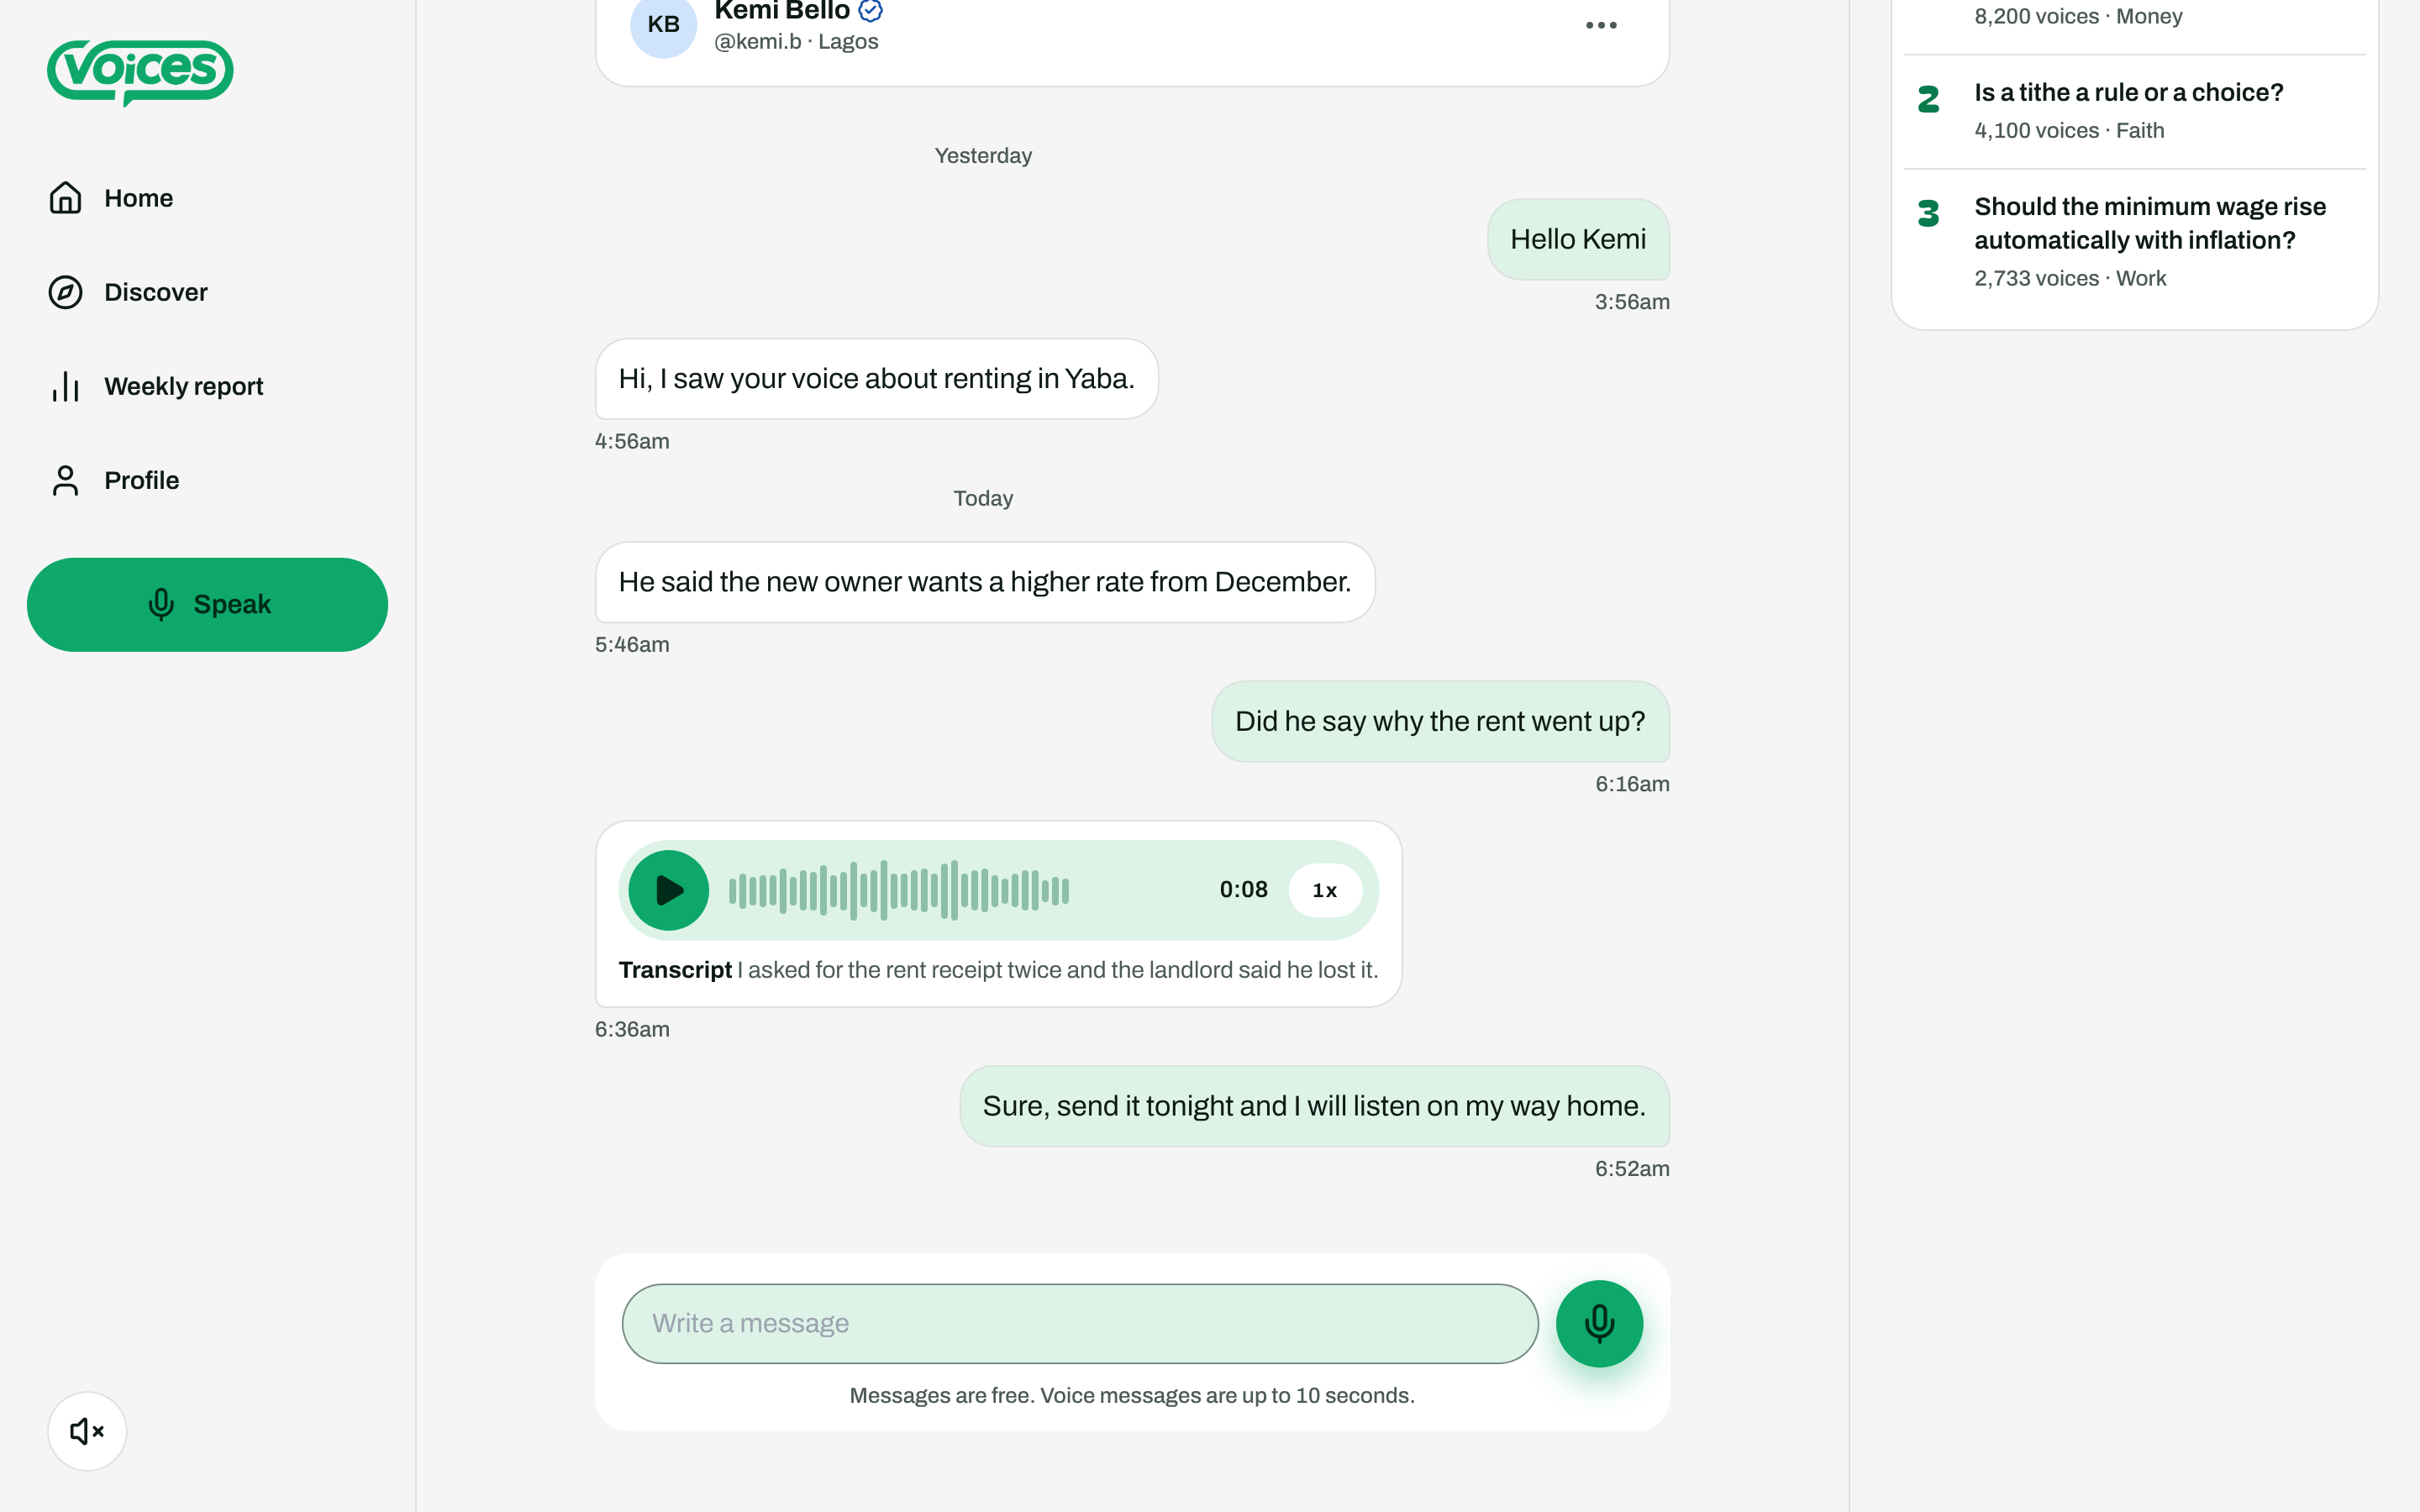 voices
Home
Discover
Weekly report
Profile
Speak
KB
Kemi Bello
@kemi.b · Lagos
Yesterday
Hello Kemi
3:56am
Hi, I saw your voice about renting in Yaba.
4:56am
Today
He said the new owner wants a higher rate from December.
5:46am
Did he say why the rent went up?
6:16am
0:08
1x
Transcript I asked for the rent receipt twice and the landlord said he lost it.
6:36am
Sure, send it tonight and I will listen on my way home.
6:52am
Write a message
Messages are free. Voice messages are up to 10 seconds.
8,200 voices · Money
2
Is a tithe a rule or a choice?
4,100 voices · Faith
3
Should the minimum wage rise
automatically with inflation?
2,733 voices · Work